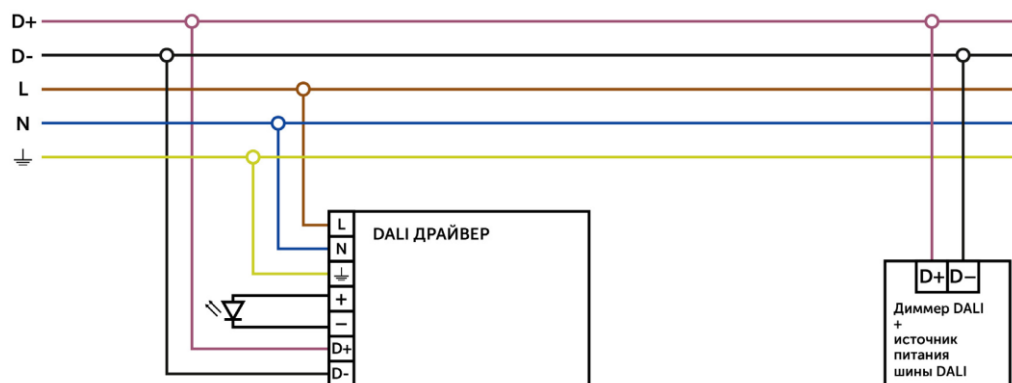 D+
D-
L
N
L
N
DALI ДРАЙВЕР
+
−
D+
D-
D+ D−
Диммер DALI
+
источник
питания
шины DALI